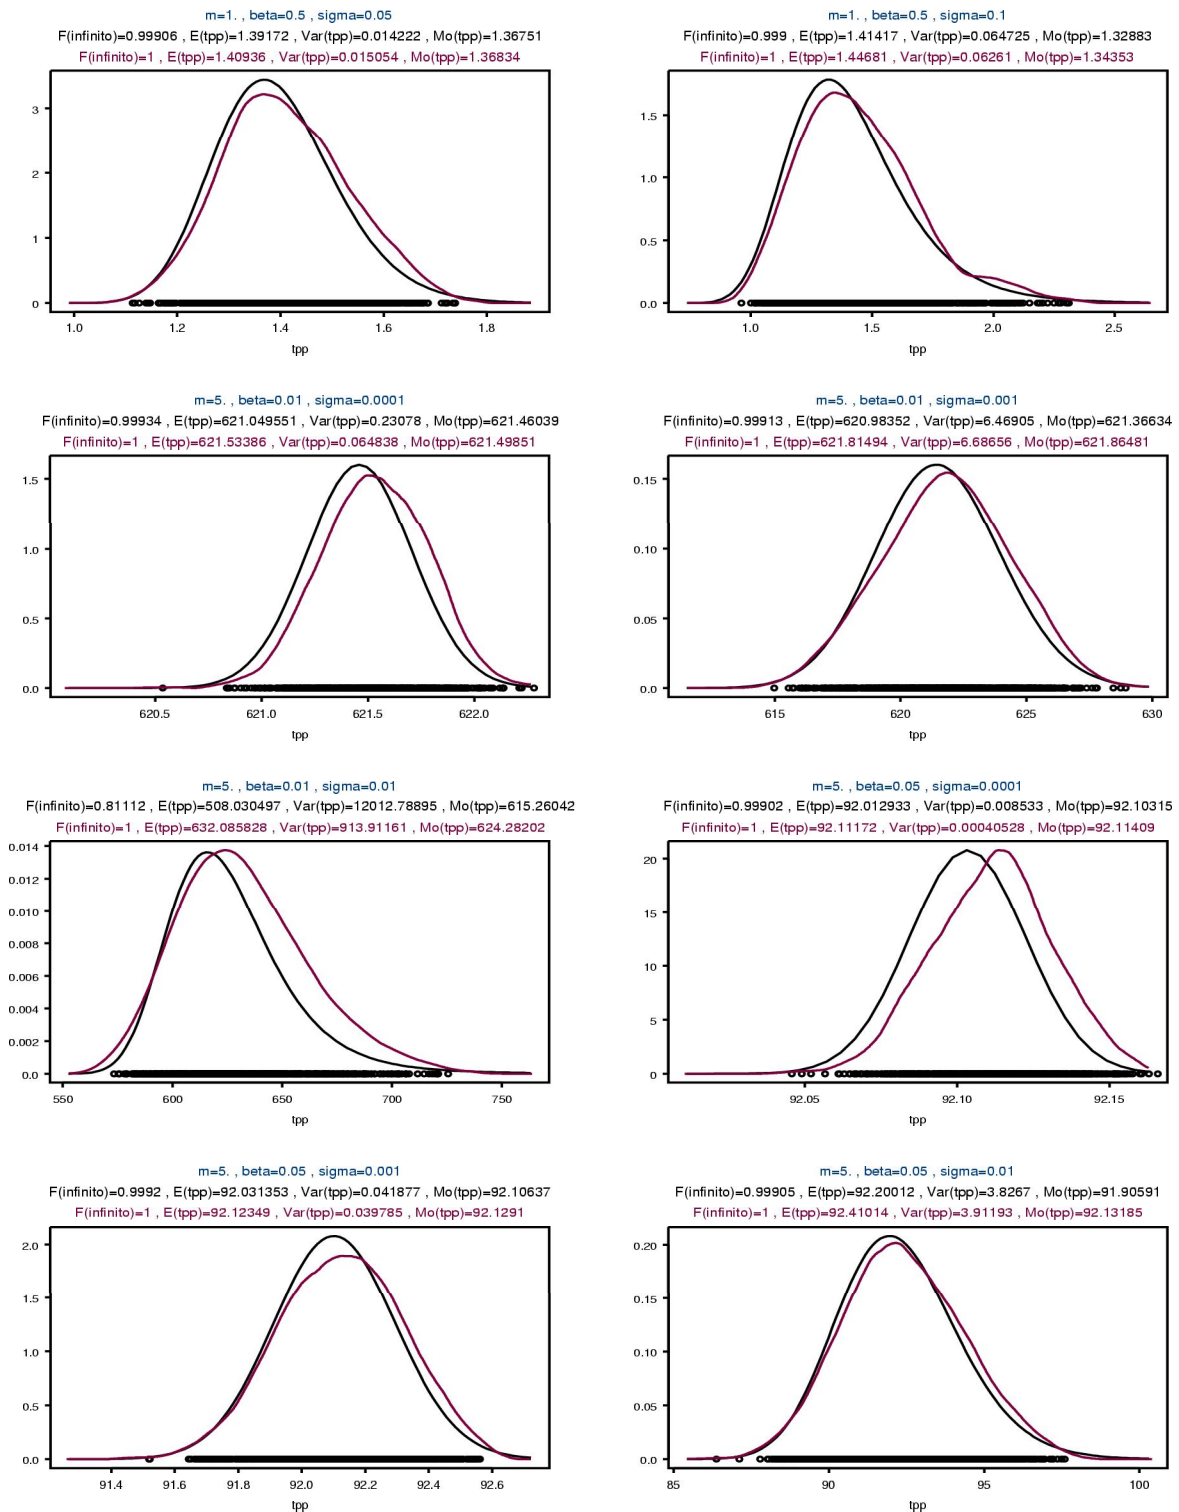 m=1. , beta=0.5 , sigma=0.05
F(infinito)=0.99906 , E(tpp)=1.39172 , Var(tpp)=0.014222 , Mo(tpp)=1.36751
F(infinito)=1 , E(tpp)=1.40936 , Var(tpp)=0.015054 , Mo(tpp)=1.36834
3
2
1
0
1.0 1.2 1.4 1.6 1.8
tpp
m=1. , beta=0.5 , sigma=0.1
F(infinito)=0.999 , E(tpp)=1.41417 , Var(tpp)=0.064725 , Mo(tpp)=1.32883
F(infinito)=1 , E(tpp)=1.44681 , Var(tpp)=0.06261 , Mo(tpp)=1.34353
1.5
1.0
0.5
0.0
1.0 1.5 2.0 2.5
tpp
m=5. , beta=0.01 , sigma=0.0001
F(infinito)=0.99934 , E(tpp)=621.049551 , Var(tpp)=0.23078 , Mo(tpp)=621.46039
F(infinito)=1 , E(tpp)=621.53386 , Var(tpp)=0.064838 , Mo(tpp)=621.49851
1.5
1.0
0.5
0.0
620.5 621.0 621.5 622.0
tpp
m=5. , beta=0.01 , sigma=0.001
F(infinito)=0.99913 , E(tpp)=620.98352 , Var(tpp)=6.46905 , Mo(tpp)=621.36634
F(infinito)=1 , E(tpp)=621.81494 , Var(tpp)=6.68656 , Mo(tpp)=621.86481
0.15
0.10
0.05
0.0
615 620 625 630
tpp
m=5. , beta=0.01 , sigma=0.01
F(infinito)=0.81112 , E(tpp)=508.030497 , Var(tpp)=12012.78895 , Mo(tpp)=615.26042
F(infinito)=1 , E(tpp)=632.085828 , Var(tpp)=913.91161 , Mo(tpp)=624.28202
0.014
0.012
0.010
0.008
0.006
0.004
0.002
0.0
550 600 650 700 750
tpp
m=5. , beta=0.05 , sigma=0.0001
F(infinito)=0.99902 , E(tpp)=92.012933 , Var(tpp)=0.008533 , Mo(tpp)=92.10315
F(infinito)=1 , E(tpp)=92.11172 , Var(tpp)=0.00040528 , Mo(tpp)=92.11409
20
15
10
5
0
92.05 92.10 92.15
tpp
m=5. , beta=0.05 , sigma=0.001
F(infinito)=0.9992 , E(tpp)=92.031353 , Var(tpp)=0.041877 , Mo(tpp)=92.10637
F(infinito)=1 , E(tpp)=92.12349 , Var(tpp)=0.039785 , Mo(tpp)=92.1291
2.0
1.5
1.0
0.5
0.0
91.4 91.6 91.8 92.0 92.2 92.4 92.6
tpp
m=5. , beta=0.05 , sigma=0.01
F(infinito)=0.99905 , E(tpp)=92.20012 , Var(tpp)=3.8267 , Mo(tpp)=91.90591
F(infinito)=1 , E(tpp)=92.41014 , Var(tpp)=3.91193 , Mo(tpp)=92.13185
0.20
0.15
0.10
0.05
0.0
85 90 95 100
tpp